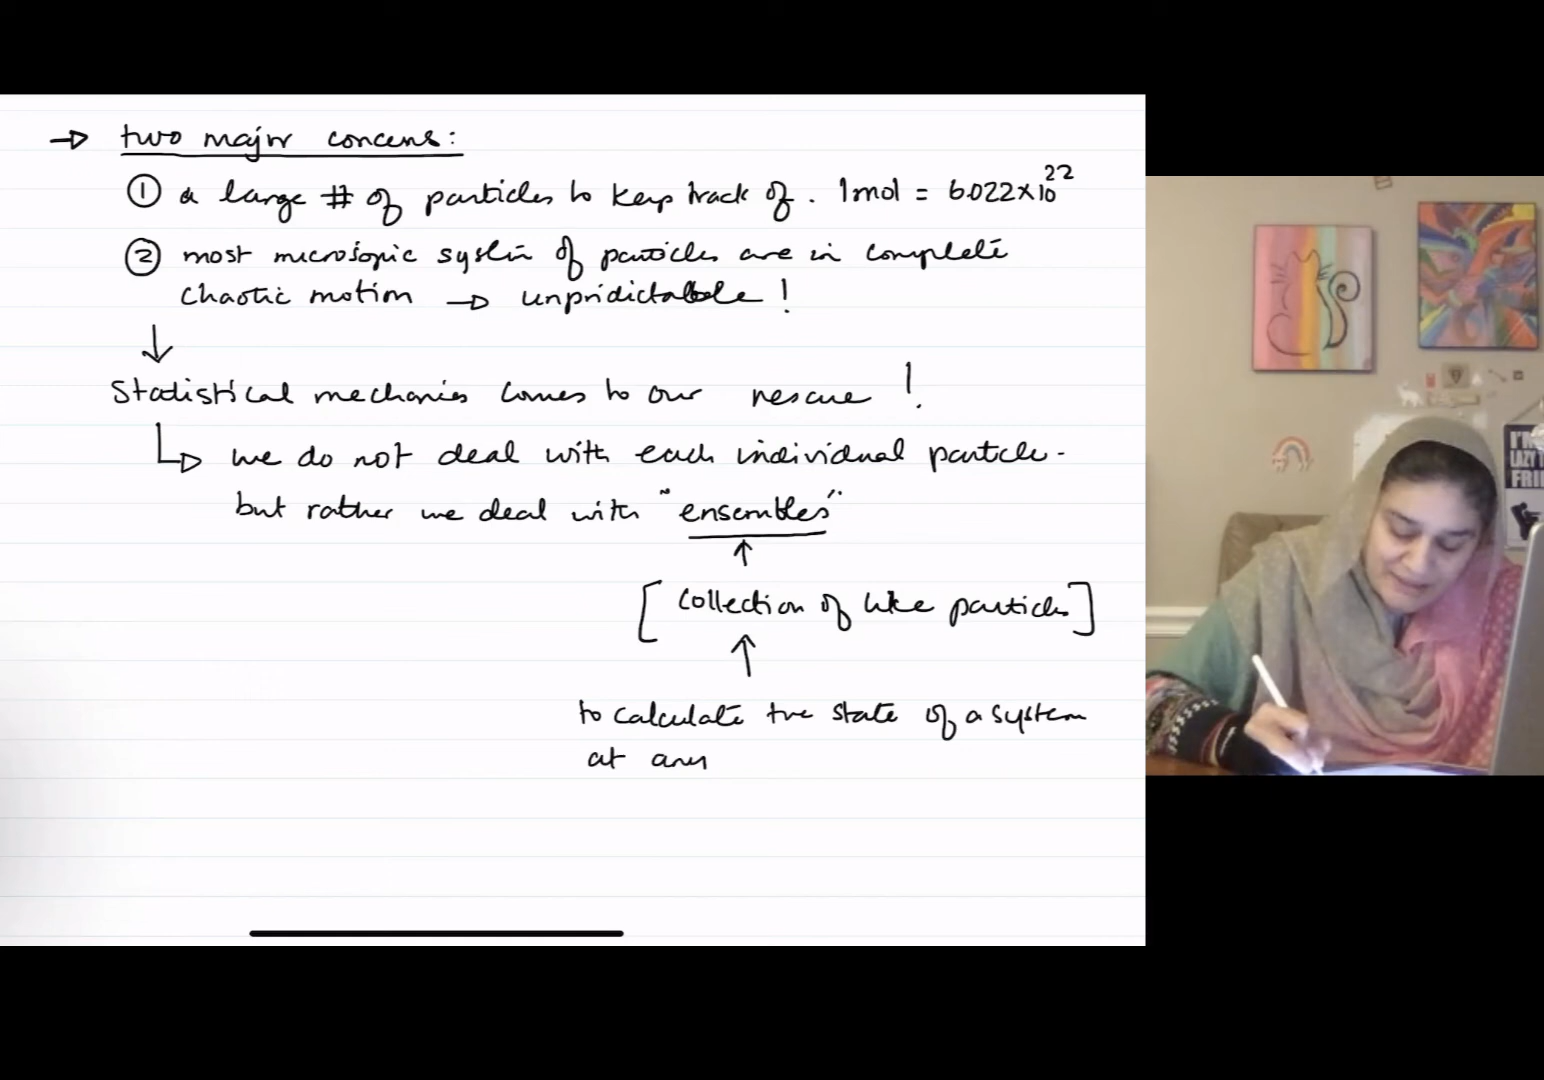 → two major concerns:
① a large # of particles to keep track of. 1mol = 6.022×10²²
② most microscopic system of particles are in complete
chaotic motion → unpridictable!
↓
Statistical mechanics comes to our rescue!
↳ we do not deal with each individual particle -
but rather we deal with "ensembles"
↑
[collection of like particles]
↑
to calculate the state of a system
at any
I'M
LAZY
FRI